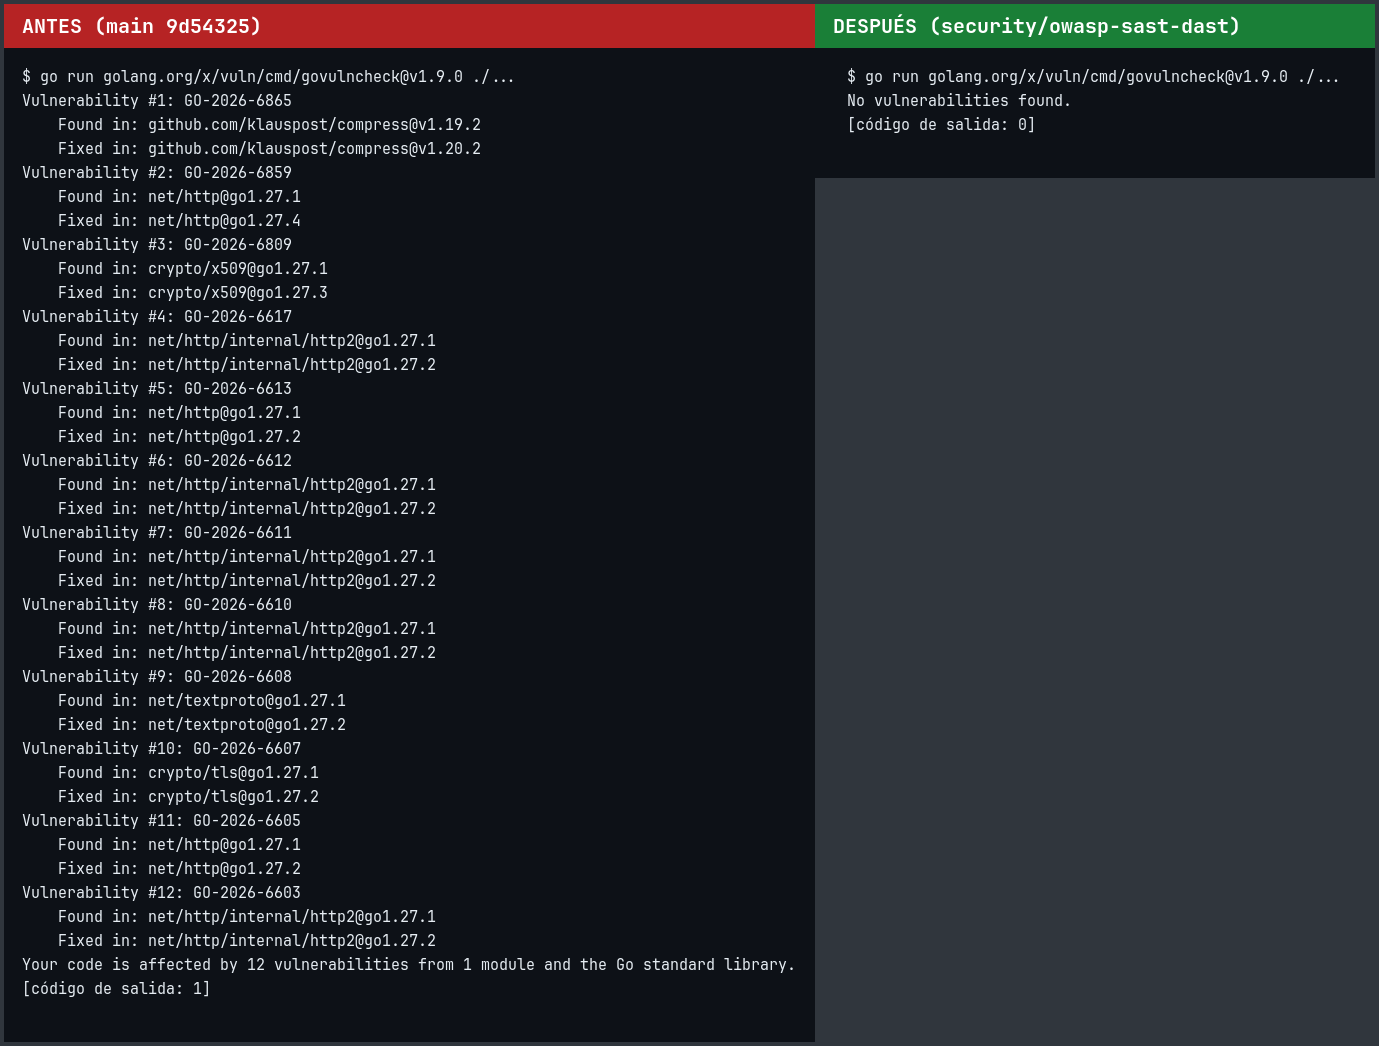 ANTES (main 9d54325)
$ go run golang.org/x/vuln/cmd/govulncheck@v1.9.0 ./...
Vulnerability #1: GO-2026-6865
    Found in: github.com/klauspost/compress@v1.19.2
    Fixed in: github.com/klauspost/compress@v1.20.2
Vulnerability #2: GO-2026-6859
    Found in: net/http@go1.27.1
    Fixed in: net/http@go1.27.4
Vulnerability #3: GO-2026-6809
    Found in: crypto/x509@go1.27.1
    Fixed in: crypto/x509@go1.27.3
Vulnerability #4: GO-2026-6617
    Found in: net/http/internal/http2@go1.27.1
    Fixed in: net/http/internal/http2@go1.27.2
Vulnerability #5: GO-2026-6613
    Found in: net/http@go1.27.1
    Fixed in: net/http@go1.27.2
Vulnerability #6: GO-2026-6612
    Found in: net/http/internal/http2@go1.27.1
    Fixed in: net/http/internal/http2@go1.27.2
Vulnerability #7: GO-2026-6611
    Found in: net/http/internal/http2@go1.27.1
    Fixed in: net/http/internal/http2@go1.27.2
Vulnerability #8: GO-2026-6610
    Found in: net/http/internal/http2@go1.27.1
    Fixed in: net/http/internal/http2@go1.27.2
Vulnerability #9: GO-2026-6608
    Found in: net/textproto@go1.27.1
    Fixed in: net/textproto@go1.27.2
Vulnerability #10: GO-2026-6607
    Found in: crypto/tls@go1.27.1
    Fixed in: crypto/tls@go1.27.2
Vulnerability #11: GO-2026-6605
    Found in: net/http@go1.27.1
    Fixed in: net/http@go1.27.2
Vulnerability #12: GO-2026-6603
    Found in: net/http/internal/http2@go1.27.1
    Fixed in: net/http/internal/http2@go1.27.2
Your code is affected by 12 vulnerabilities from 1 module and the Go standard library.
[código de salida: 1]
DESPUÉS (security/owasp-sast-dast)
$ go run golang.org/x/vuln/cmd/govulncheck@v1.9.0 ./...
No vulnerabilities found.
[código de salida: 0]